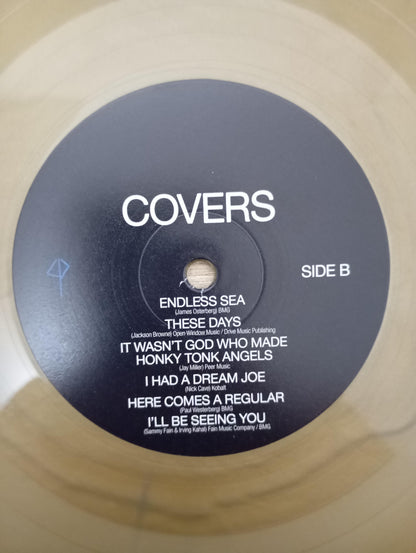 COVERS
SIDE B
ENDLESS SEA
(James Osterberg) BMG
THESE DAYS
(Jackson Browne) Open Window Music / Drive Music Publishing
IT WASN'T GOD WHO MADE
HONKY TONK ANGELS
(Jay Miller) Peer Music
I HAD A DREAM JOE
(Nick Cave) Kobalt
HERE COMES A REGULAR
(Paul Westerberg) BMG
I'LL BE SEEING YOU
(Sammy Fain & Irving Kahal) Fain Music Company / BMG